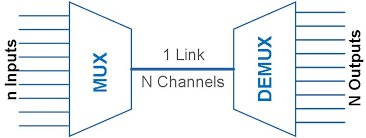 n Inputs
MUX
1 Link
N Channels
DEMUX
N Outputs